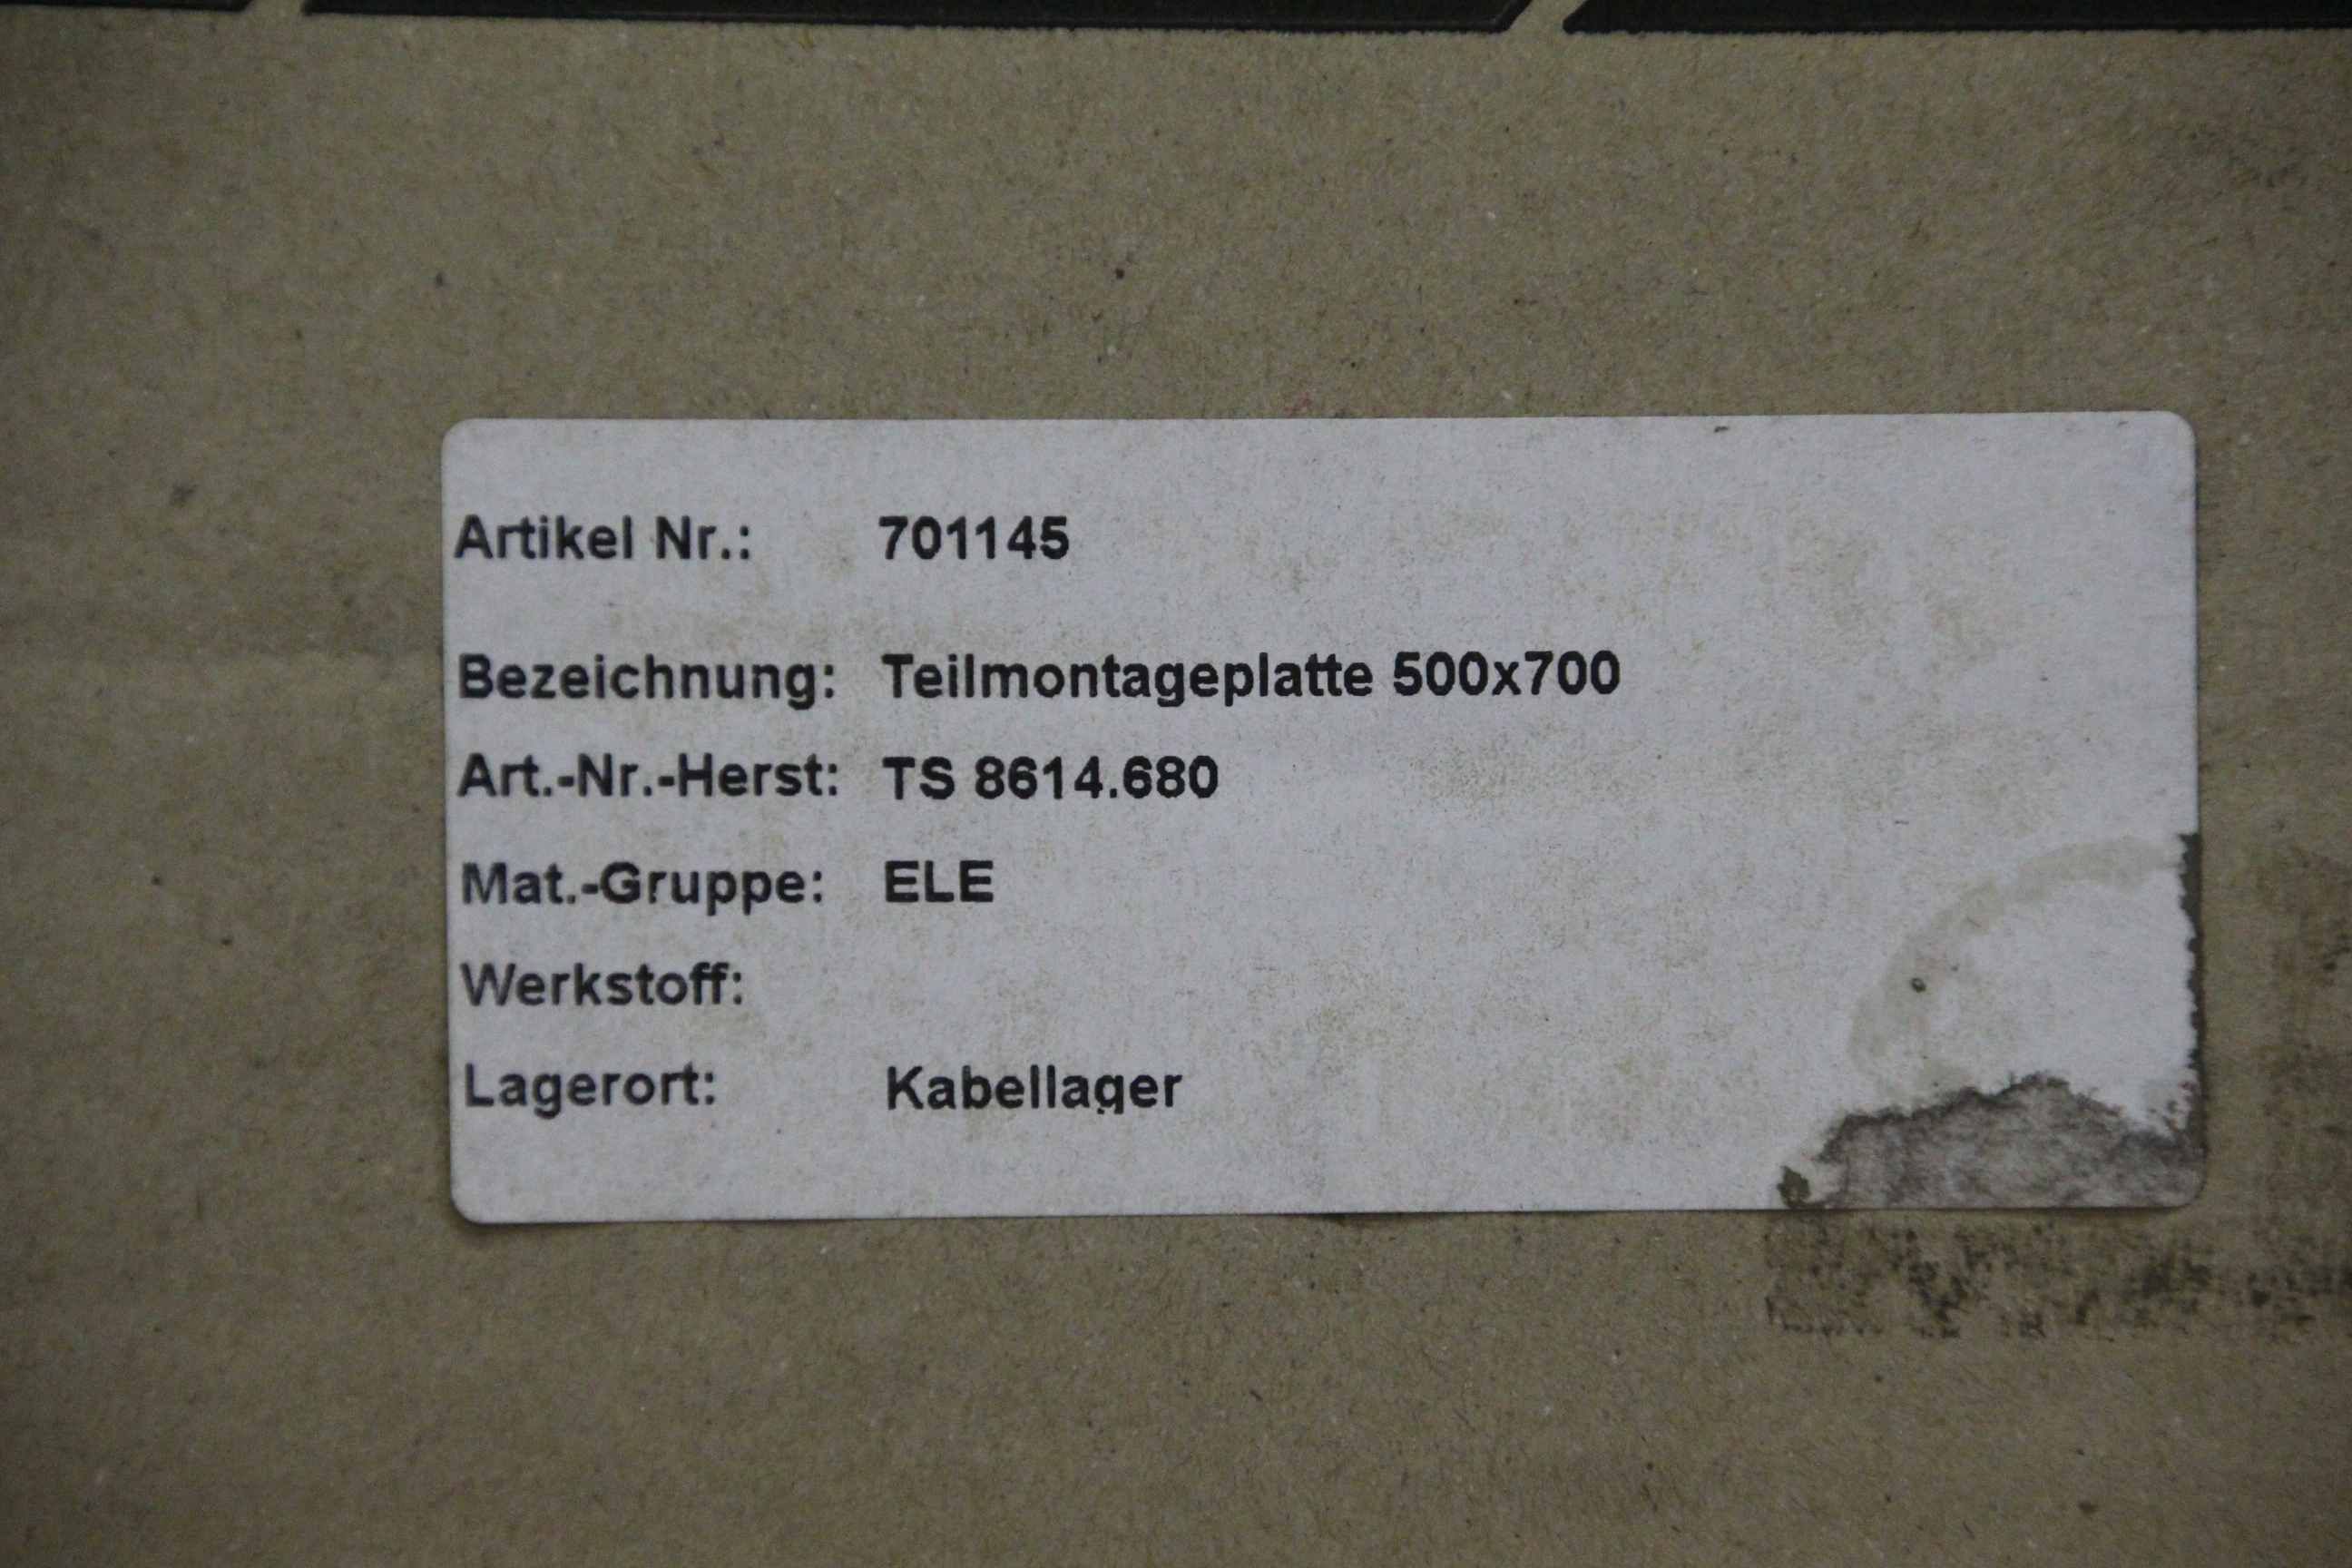 Artikel Nr.: 701145
Bezeichnung: Teilmontageplatte 500x700
Art.-Nr.-Herst: TS 8614.680
Mat.-Gruppe: ELE
Werkstoff:
Lagerort: Kabellager